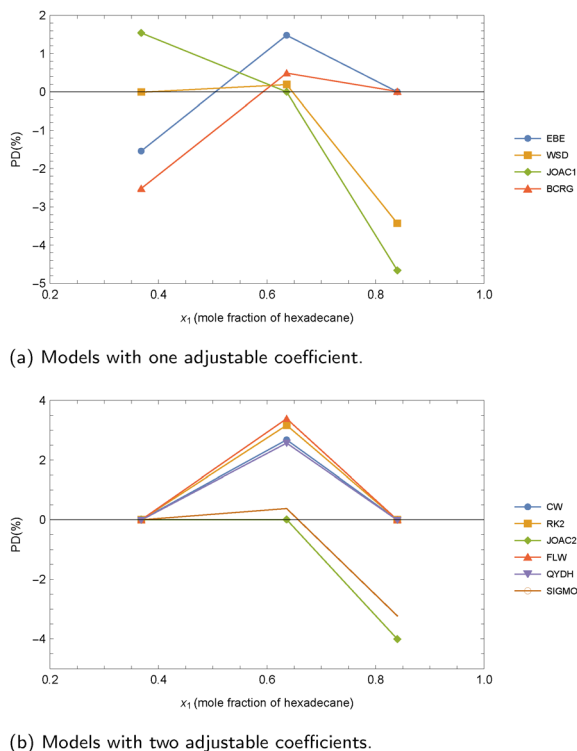 2
1
0
−1
−2
−3
−4
−5
PD(%)
0.2 0.4 0.6 0.8 1.0
x₁ (mole fraction of hexadecane)
EBE
WSD
JOAC1
BCRG
(a) Models with one adjustable coefficient.
4
2
0
−2
−4
PD(%)
0.2 0.4 0.6 0.8 1.0
x₁ (mole fraction of hexadecane)
CW
RK2
JOAC2
FLW
QYDH
SIGMO
(b) Models with two adjustable coefficients.